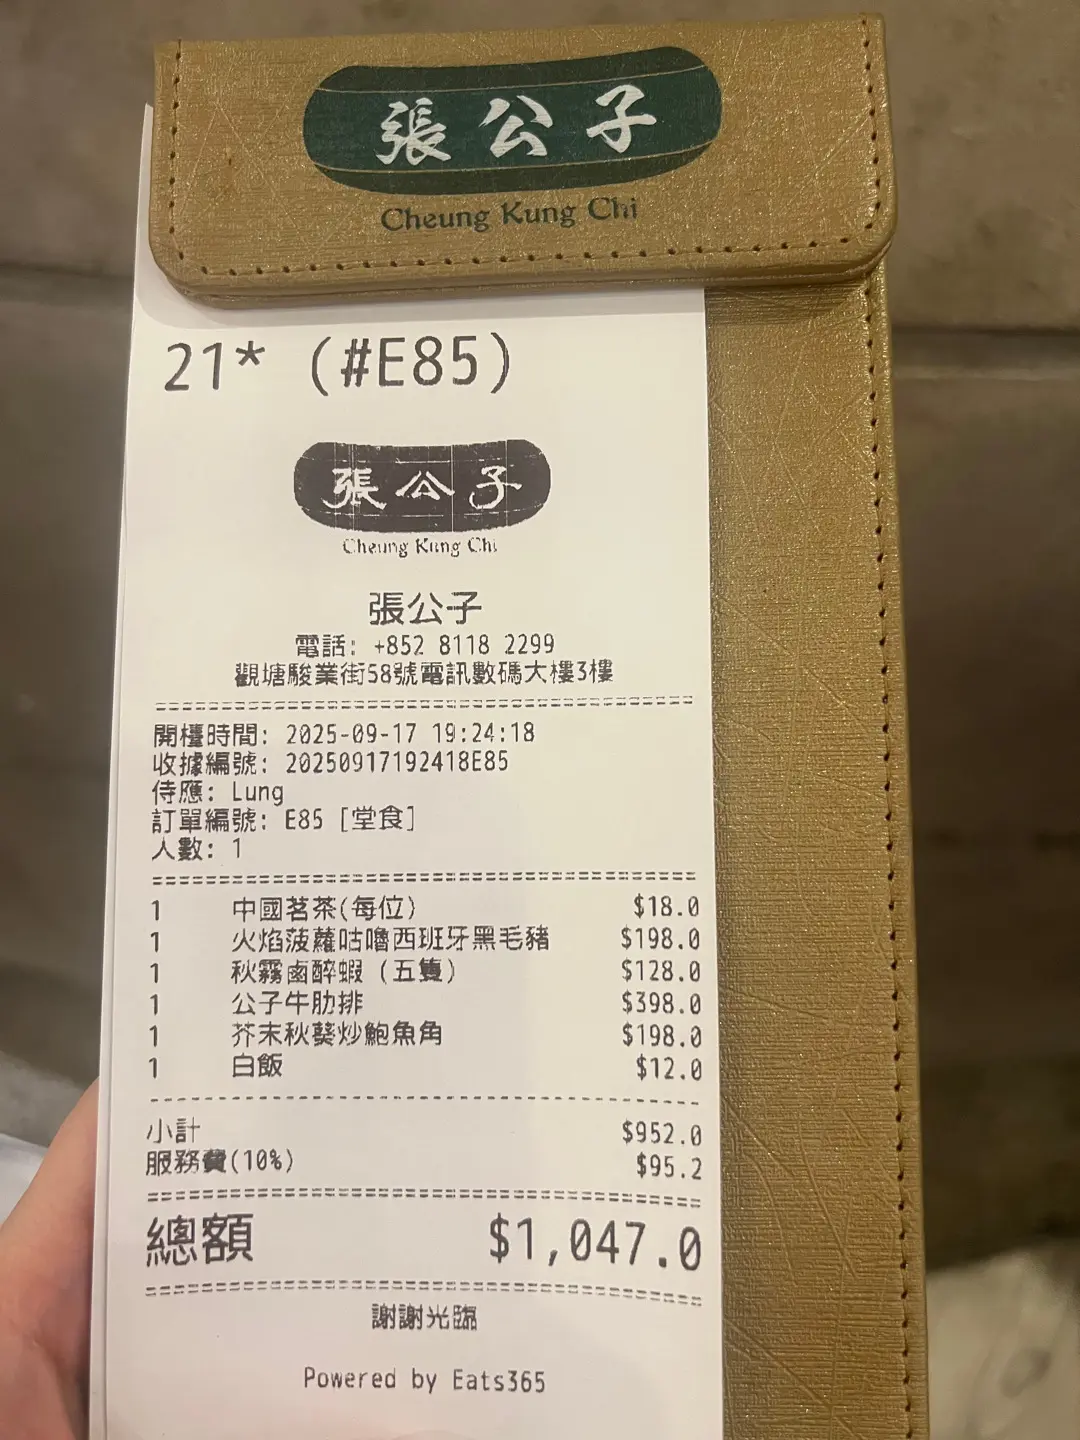 張公子
Cheung Kung Chi
21* (#E85)
張公子
Cheung Kung Chi
張公子
電話: +852 8118 2299
觀塘駿業街58號電訊數碼大樓3樓
開檯時間: 2025-09-17 19:24:18
收據編號: 20250917192418E85
侍應: Lung
訂單編號: E85 [堂食]
人數: 1
1 中國茗茶(每位) $18.0
1 火焰菠蘿咕嚕西班牙黑毛豬 $198.0
1 秋霧鹵醉蝦 (五隻) $128.0
1 公子牛肋排 $398.0
1 芥末秋葵炒鮑魚角 $198.0
1 白飯 $12.0
小計 $952.0
服務費(10%) $95.2
總額 $1,047.0
謝謝光臨
Powered by Eats365